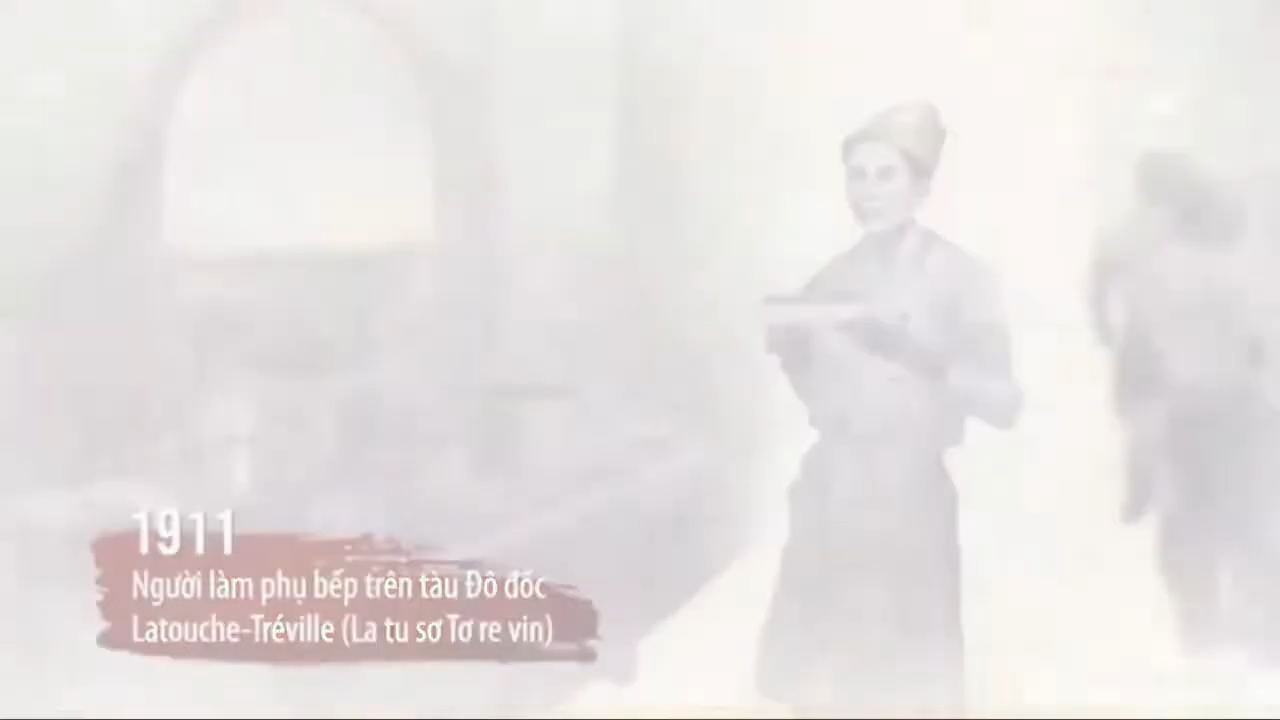 1911
Người làm phụ bếp trên tàu Đô đốc
Latouche-Tréville (La tu sơ Tơ re vin)